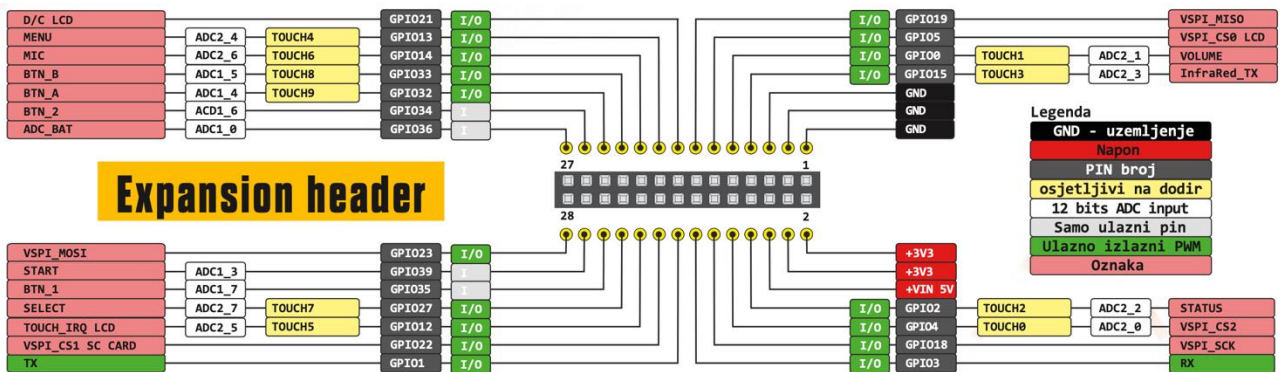 D/C LCD GPIO21 I/O
MENU ADC2_4 TOUCH4 GPIO13 I/O
MIC ADC2_6 TOUCH6 GPIO14 I/O
BTN_B ADC1_5 TOUCH8 GPIO33 I/O
BTN_A ADC1_4 TOUCH9 GPIO32 I/O
BTN_2 ACD1_6 GPIO34 I
ADC_BAT ADC1_0 GPIO36 I
I/O GPIO19 VSPI_MISO
I/O GPIO5 VSPI_CS0 LCD
I/O GPIO0 TOUCH1 ADC2_1 VOLUME
I/O GPIO15 TOUCH3 ADC2_3 InfraRed_TX
GND
GND
GND
Legenda
GND - uzemljenje
Napon
PIN broj
osjetljivi na dodir
12 bits ADC input
Samo ulazni pin
Ulazno izlazni PWM
Oznaka
27 1
Expansion header
28 2
VSPI_MOSI GPIO23 I/O
START ADC1_3 GPIO39 I
BTN_1 ADC1_7 GPIO35 I
SELECT ADC2_7 TOUCH7 GPIO27 I/O
TOUCH_IRQ LCD ADC2_5 TOUCH5 GPIO12 I/O
VSPI_CS1 SC CARD GPIO22 I/O
TX GPIO1 I/O
+3V3
+3V3
+VIN 5V
I/O GPIO2 TOUCH2 ADC2_2 STATUS
I/O GPIO4 TOUCH0 ADC2_0 VSPI_CS2
I/O GPIO18 VSPI_SCK
I/O GPIO3 RX